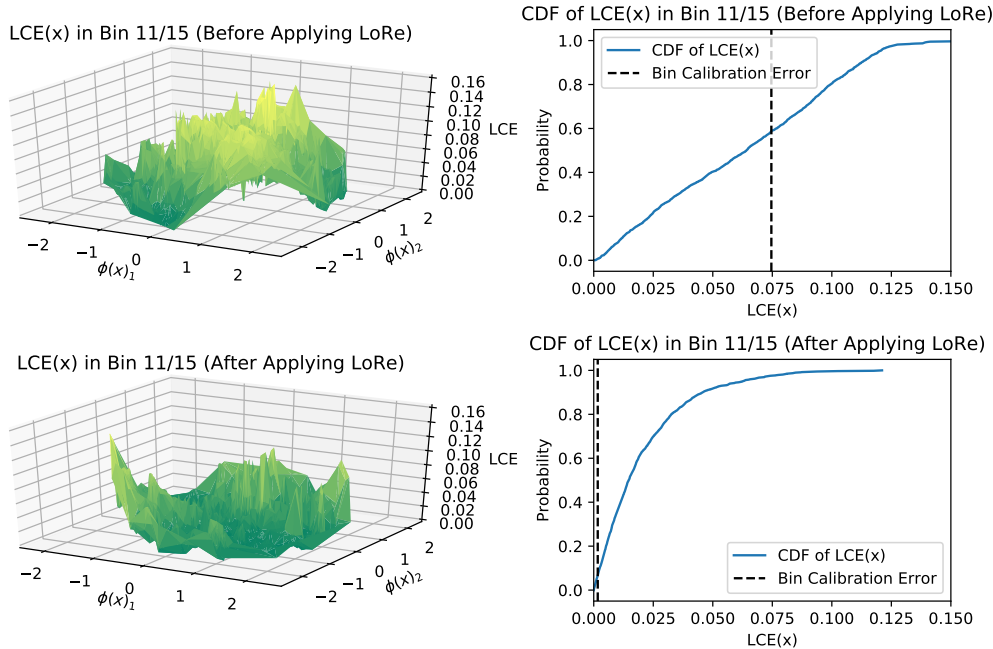 LCE(x) in Bin 11/15 (Before Applying LoRe)
0.16
0.14
0.12
0.10
0.08
0.06
0.04
0.02
0.00
LCE
−2
−1
0
1
2
ϕ(x)₁
−2
−1
0
1
2
ϕ(x)₂
CDF of LCE(x) in Bin 11/15 (Before Applying LoRe)
CDF of LCE(x)
Bin Calibration Error
1.0
0.8
0.6
0.4
0.2
0.0
Probability
0.000 0.025 0.050 0.075 0.100 0.125 0.150
LCE(x)
LCE(x) in Bin 11/15 (After Applying LoRe)
0.16
0.14
0.12
0.10
0.08
0.06
0.04
0.02
0.00
LCE
−2
−1
0
1
2
ϕ(x)₁
−2
−1
0
1
2
ϕ(x)₂
CDF of LCE(x) in Bin 11/15 (After Applying LoRe)
1.0
0.8
0.6
0.4
0.2
0.0
Probability
CDF of LCE(x)
Bin Calibration Error
0.000 0.025 0.050 0.075 0.100 0.125 0.150
LCE(x)